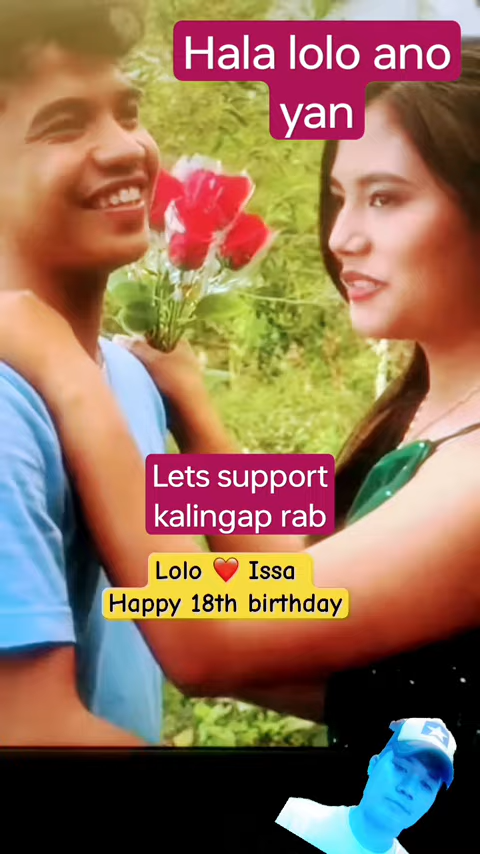 Hala lolo ano
yan
Lets support
kalingap rab
Lolo ❤️ Issa
Happy 18th birthday